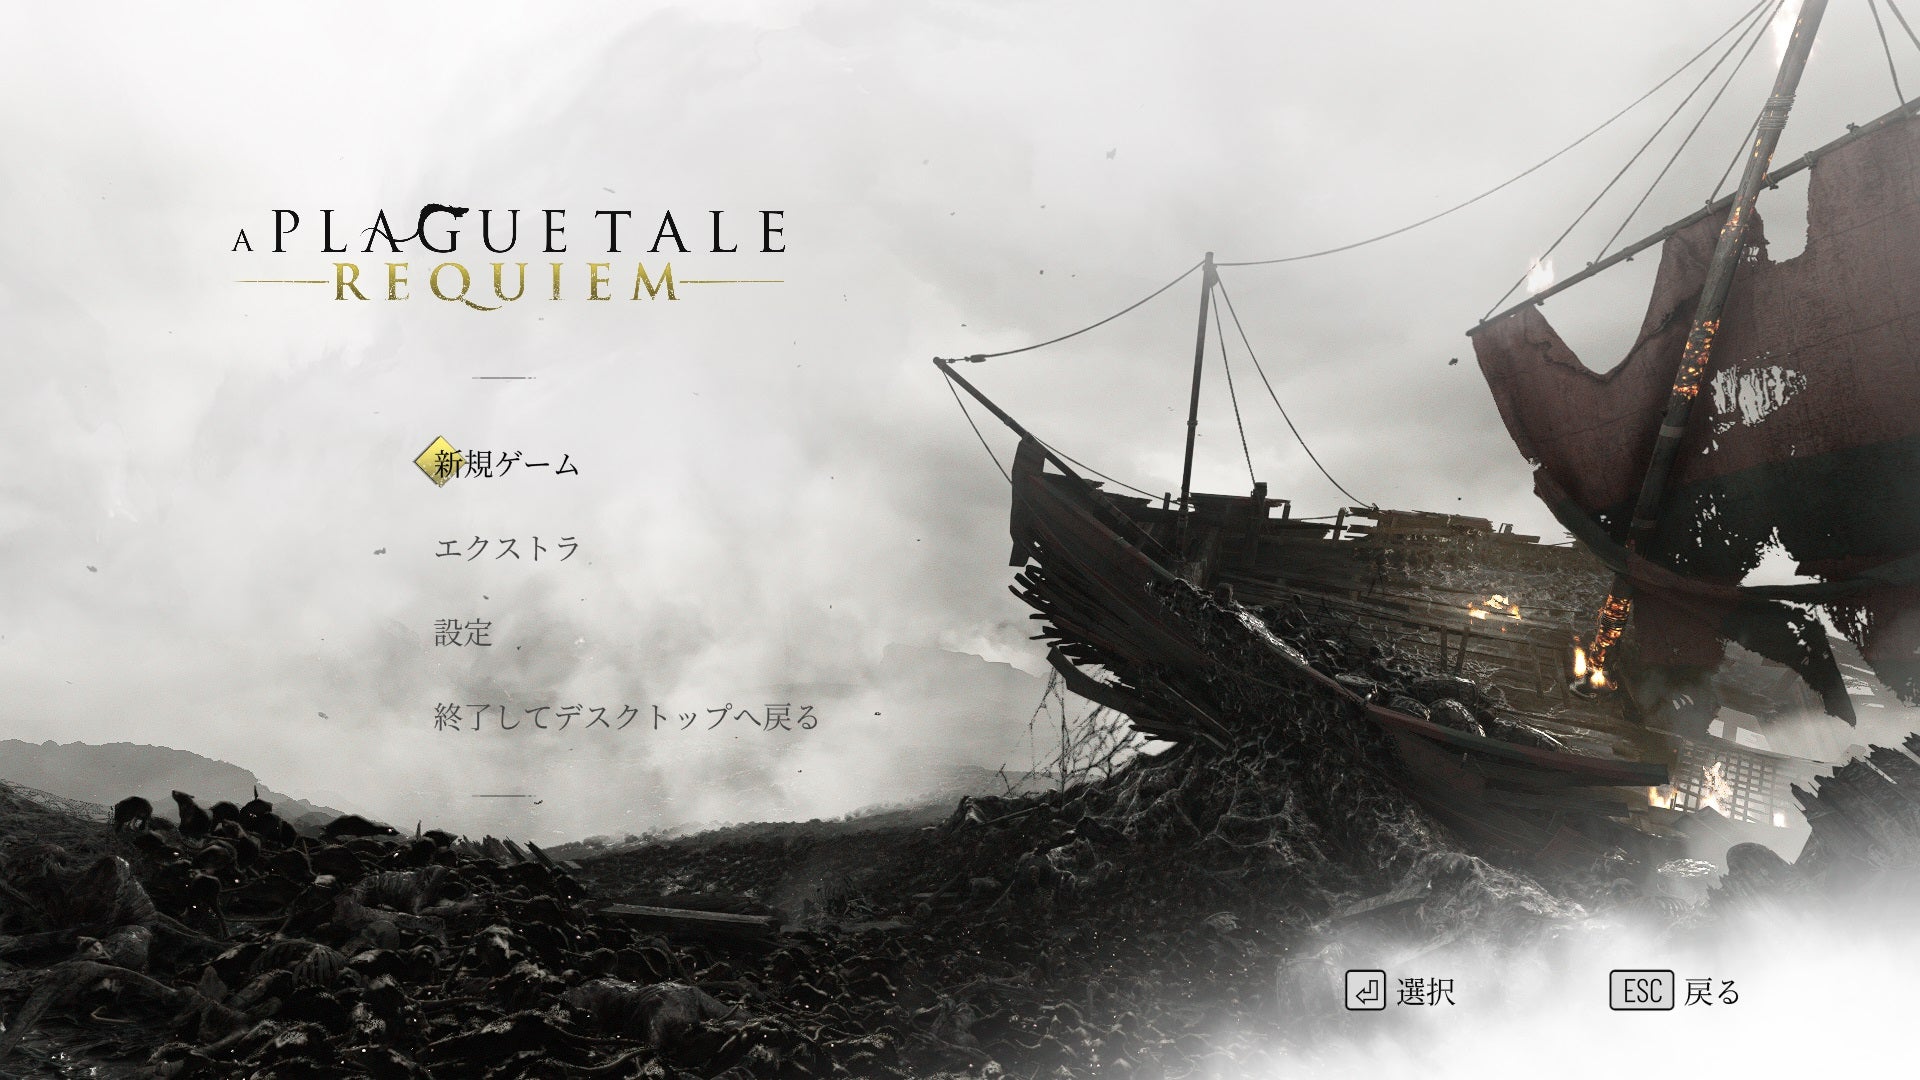 A PLAGUE TALE
REQUIEM
新規ゲーム
エクストラ
設定
終了してデスクトップへ戻る
選択
ESC 戻る